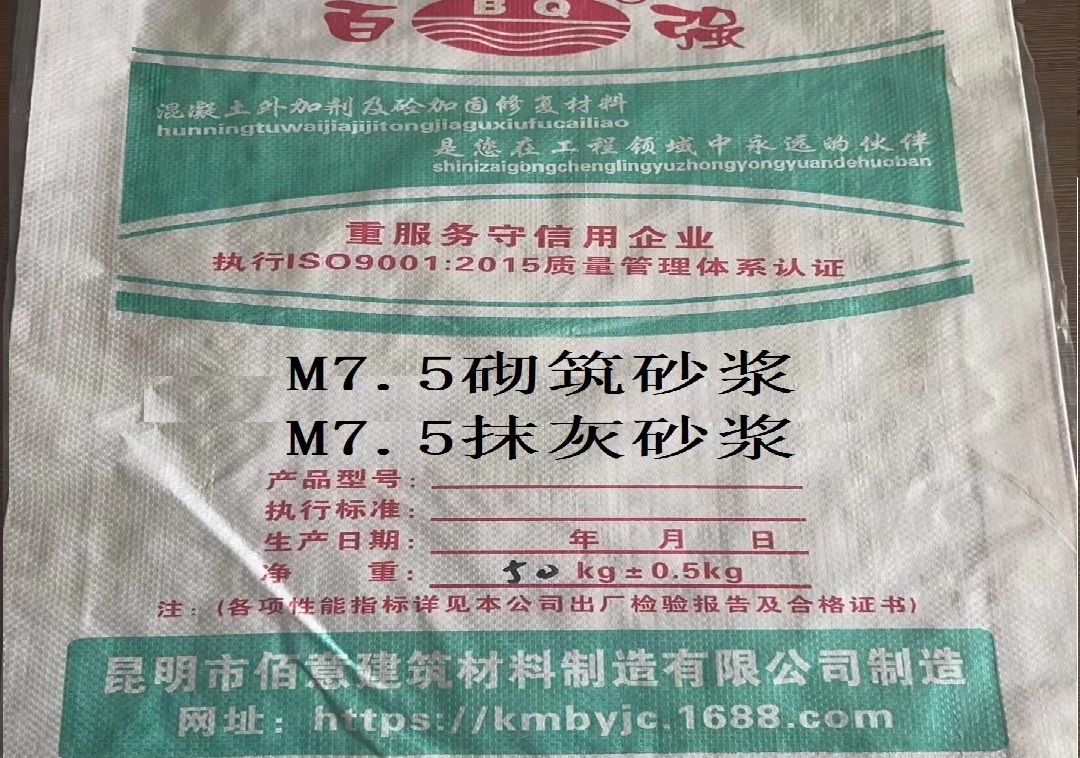 百 BQ 强
混凝土外加剂及砼加固修复材料
hunningtuwaijiajijitongjiaguxiufucailiao
是您在工程领域中永远的伙伴
shinizaigongchenglingyuzhongyongyuandehuoban
重服务守信用企业
执行ISO9001:2015质量管理体系认证
M7.5砌筑砂浆
M7.5抹灰砂浆
产品型号:
执行标准:
生产日期: 年 月 日
净 重: 50 kg±0.5kg
注:(各项性能指标详见本公司出厂检验报告及合格证书)
昆明市佰意建筑材料制造有限公司制造
网址:https://kmbyjc.1688.com